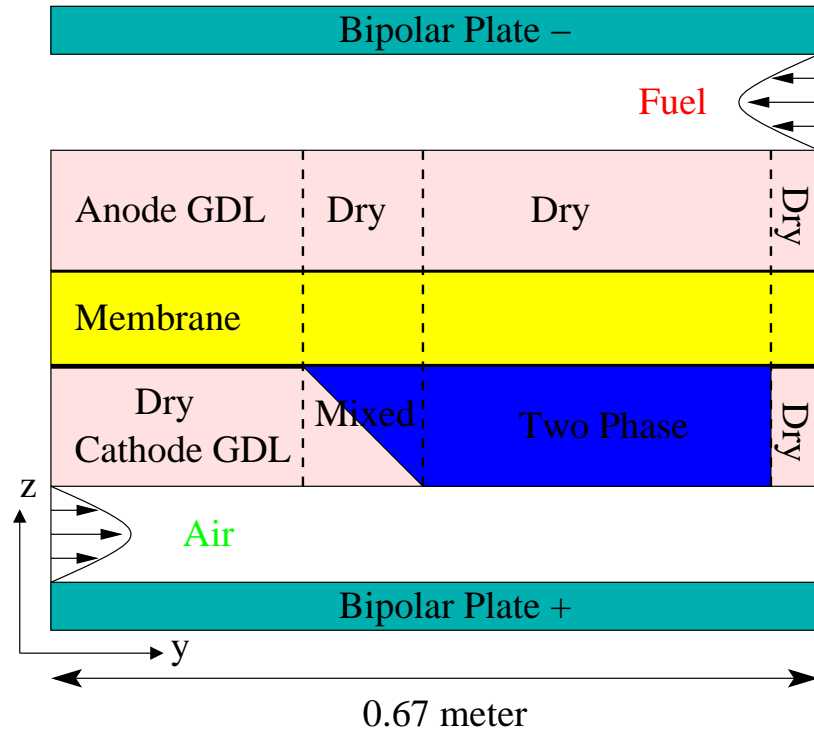 Bipolar Plate –
Fuel
Anode GDL
Dry
Dry
Dry
Membrane
Dry
Cathode GDL
Mixed
Two Phase
Dry
z
Air
Bipolar Plate +
y
0.67 meter